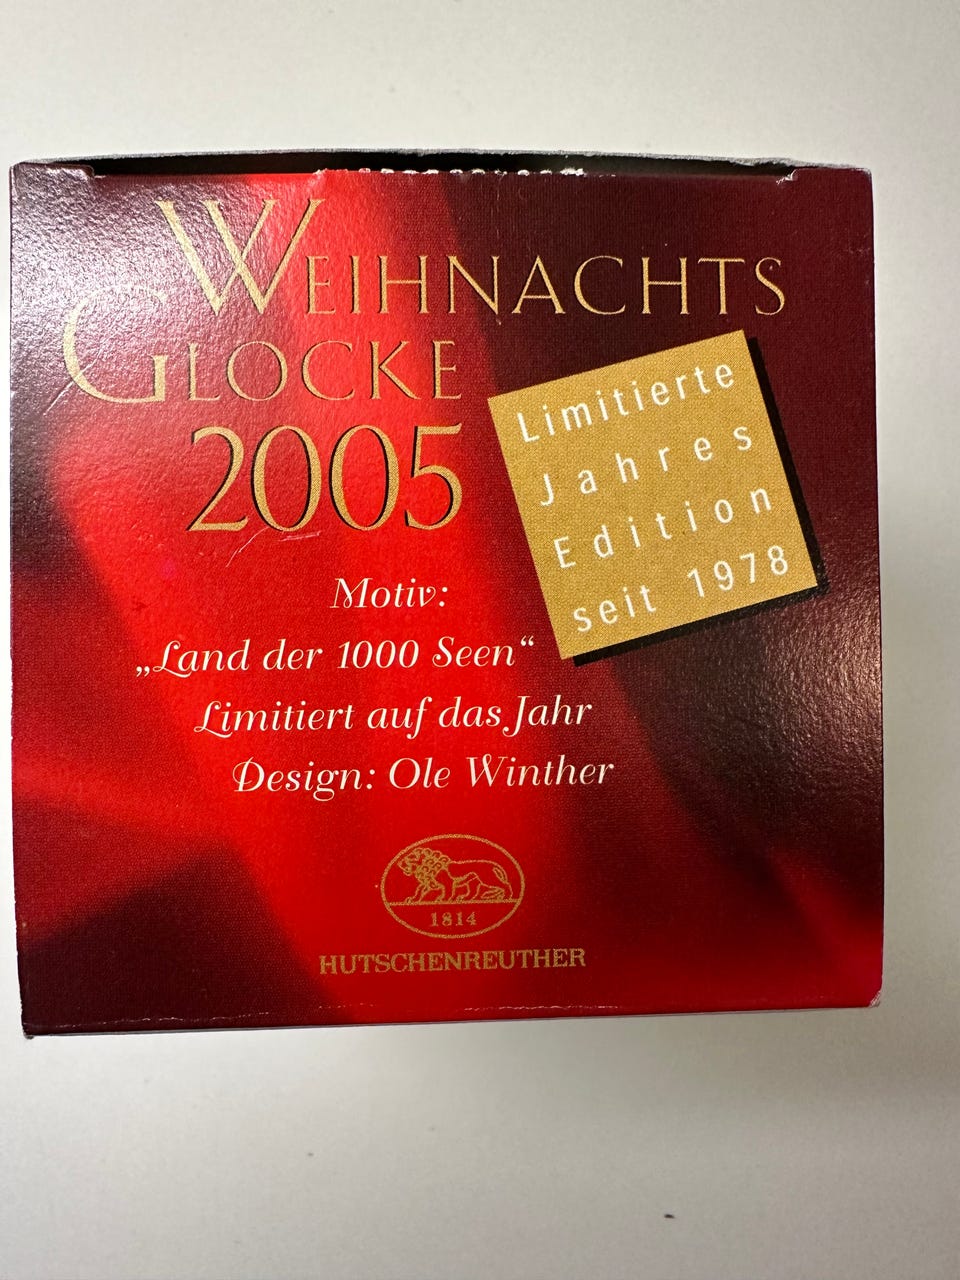 WEIHNACHTS
GLOCKE
2005
Limitierte
Jahres
Edition
seit 1978
Motiv:
„Land der 1000 Seen“
Limitiert auf das Jahr
Design: Ole Winther
1814
HUTSCHENREUTHER